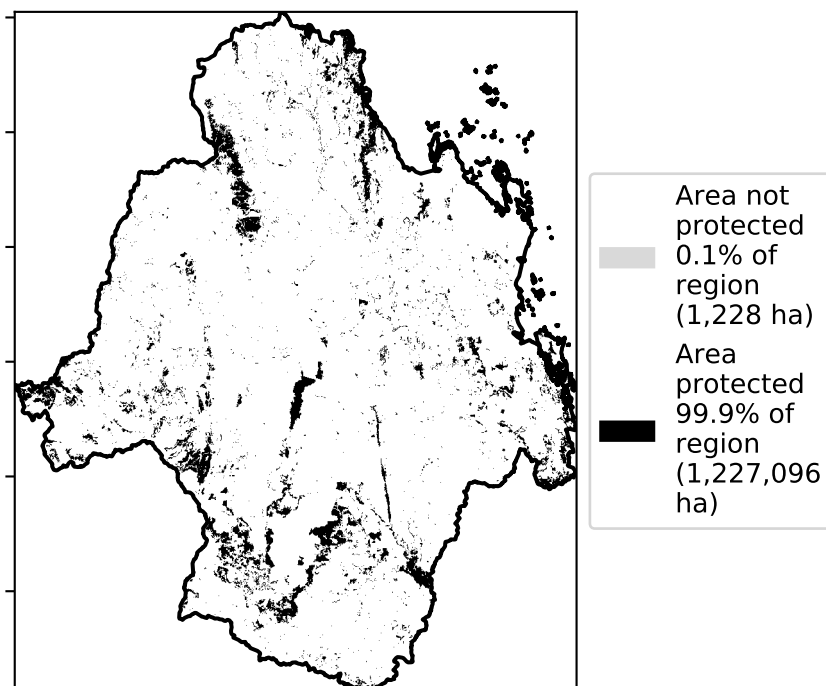 Area not
protected
0.1% of
region
(1,228 ha)
Area
protected
99.9% of
region
(1,227,096
ha)